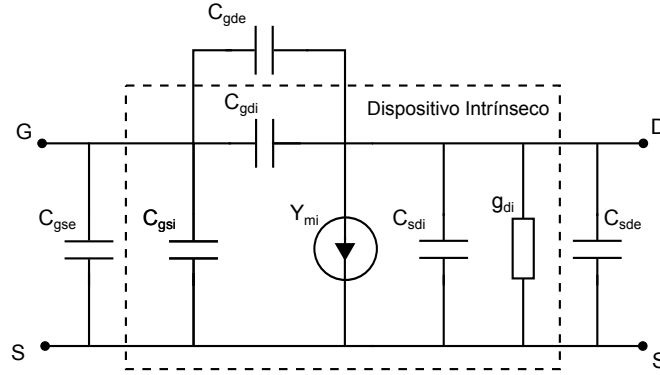 C_gde
C_gdi
Dispositivo Intrínseco
G
D
C_gse
C_gsi
Y_mi
C_sdi
g_di
C_sde
S
S